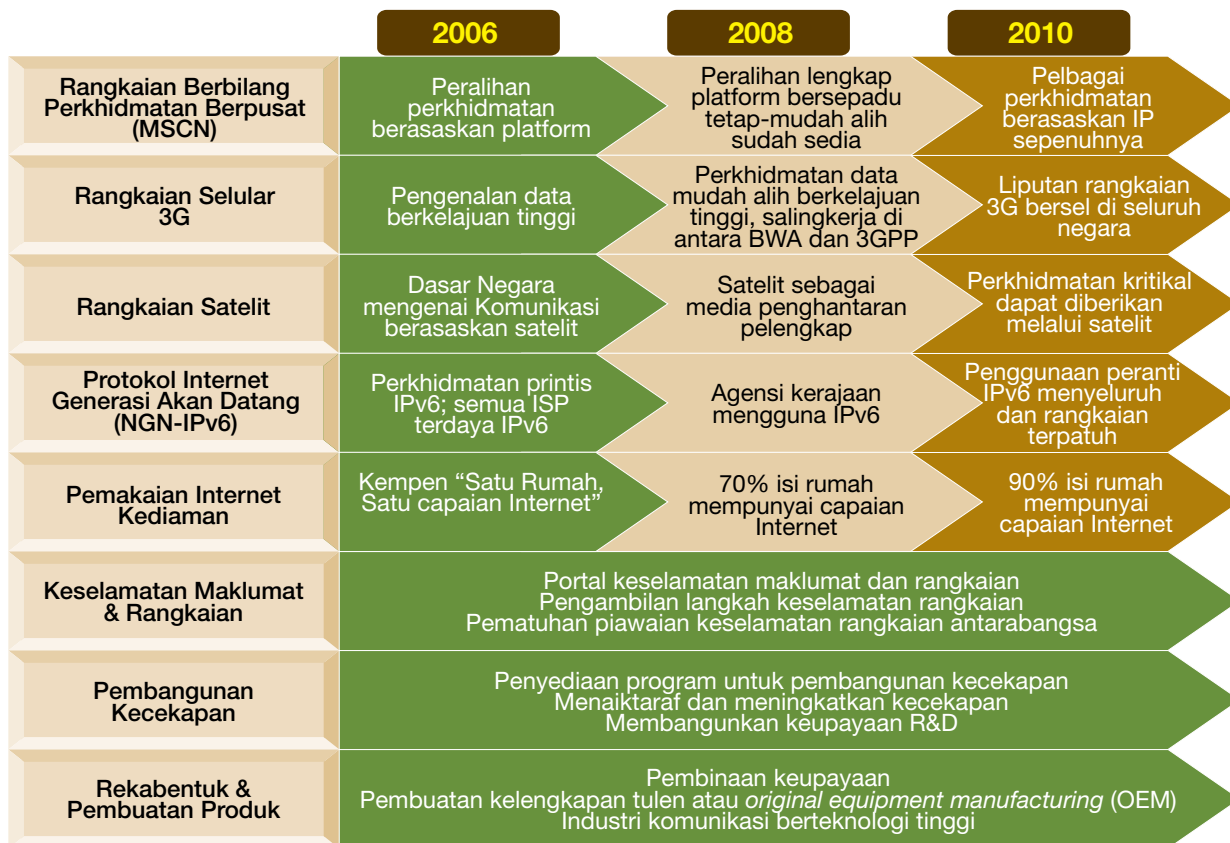 2006
2008
2010
Rangkaian Berbilang
Perkhidmatan Berpusat
(MSCN)
Peralihan
perkhidmatan
berasaskan platform
Peralihan lengkap
platform bersepadu
tetap-mudah alih
sudah sedia
Pelbagai
perkhidmatan
berasaskan IP
sepenuhnya
Rangkaian Selular
3G
Pengenalan data
berkelajuan tinggi
Perkhidmatan data
mudah alih berkelajuan
tinggi, salingkerja di
antara BWA dan 3GPP
Liputan rangkaian
3G bersel di seluruh
negara
Rangkaian Satelit
Dasar Negara
mengenai Komunikasi
berasaskan satelit
Satelit sebagai
media penghantaran
pelengkap
Perkhidmatan kritikal
dapat diberikan
melalui satelit
Protokol Internet
Generasi Akan Datang
(NGN-IPv6)
Perkhidmatan printis
IPv6; semua ISP
terdaya IPv6
Agensi kerajaan
mengguna IPv6
Penggunaan peranti
IPv6 menyeluruh
dan rangkaian
terpatuh
Pemakaian Internet
Kediaman
Kempen “Satu Rumah,
Satu capaian Internet”
70% isi rumah
mempunyai capaian
Internet
90% isi rumah
mempunyai
capaian Internet
Keselamatan Maklumat
& Rangkaian
Portal keselamatan maklumat dan rangkaian
Pengambilan langkah keselamatan rangkaian
Pematuhan piawaian keselamatan rangkaian antarabangsa
Pembangunan
Kecekapan
Penyediaan program untuk pembangunan kecekapan
Menaiktaraf dan meningkatkan kecekapan
Membangunkan keupayaan R&D
Rekabentuk &
Pembuatan Produk
Pembinaan keupayaan
Pembuatan kelengkapan tulen atau original equipment manufacturing (OEM)
Industri komunikasi berteknologi tinggi